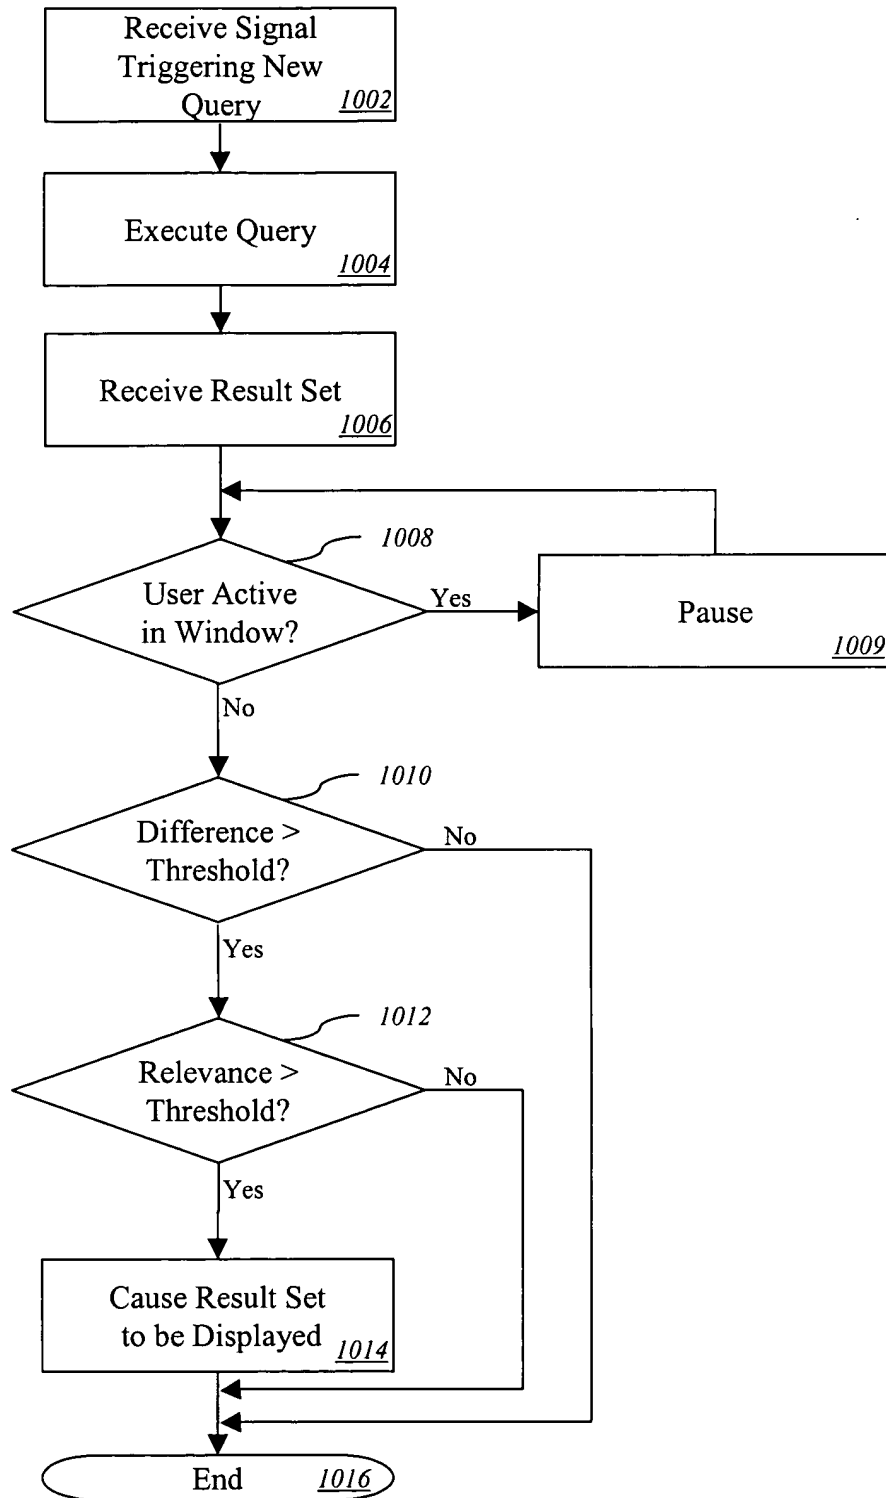 Receive Signal
Triggering New
Query
1002
Execute Query
1004
Receive Result Set
1006
1008
User Active
in Window?
Yes
Pause
1009
No
1010
Difference >
Threshold?
No
Yes
1012
Relevance >
Threshold?
No
Yes
Cause Result Set
to be Displayed
1014
End
1016